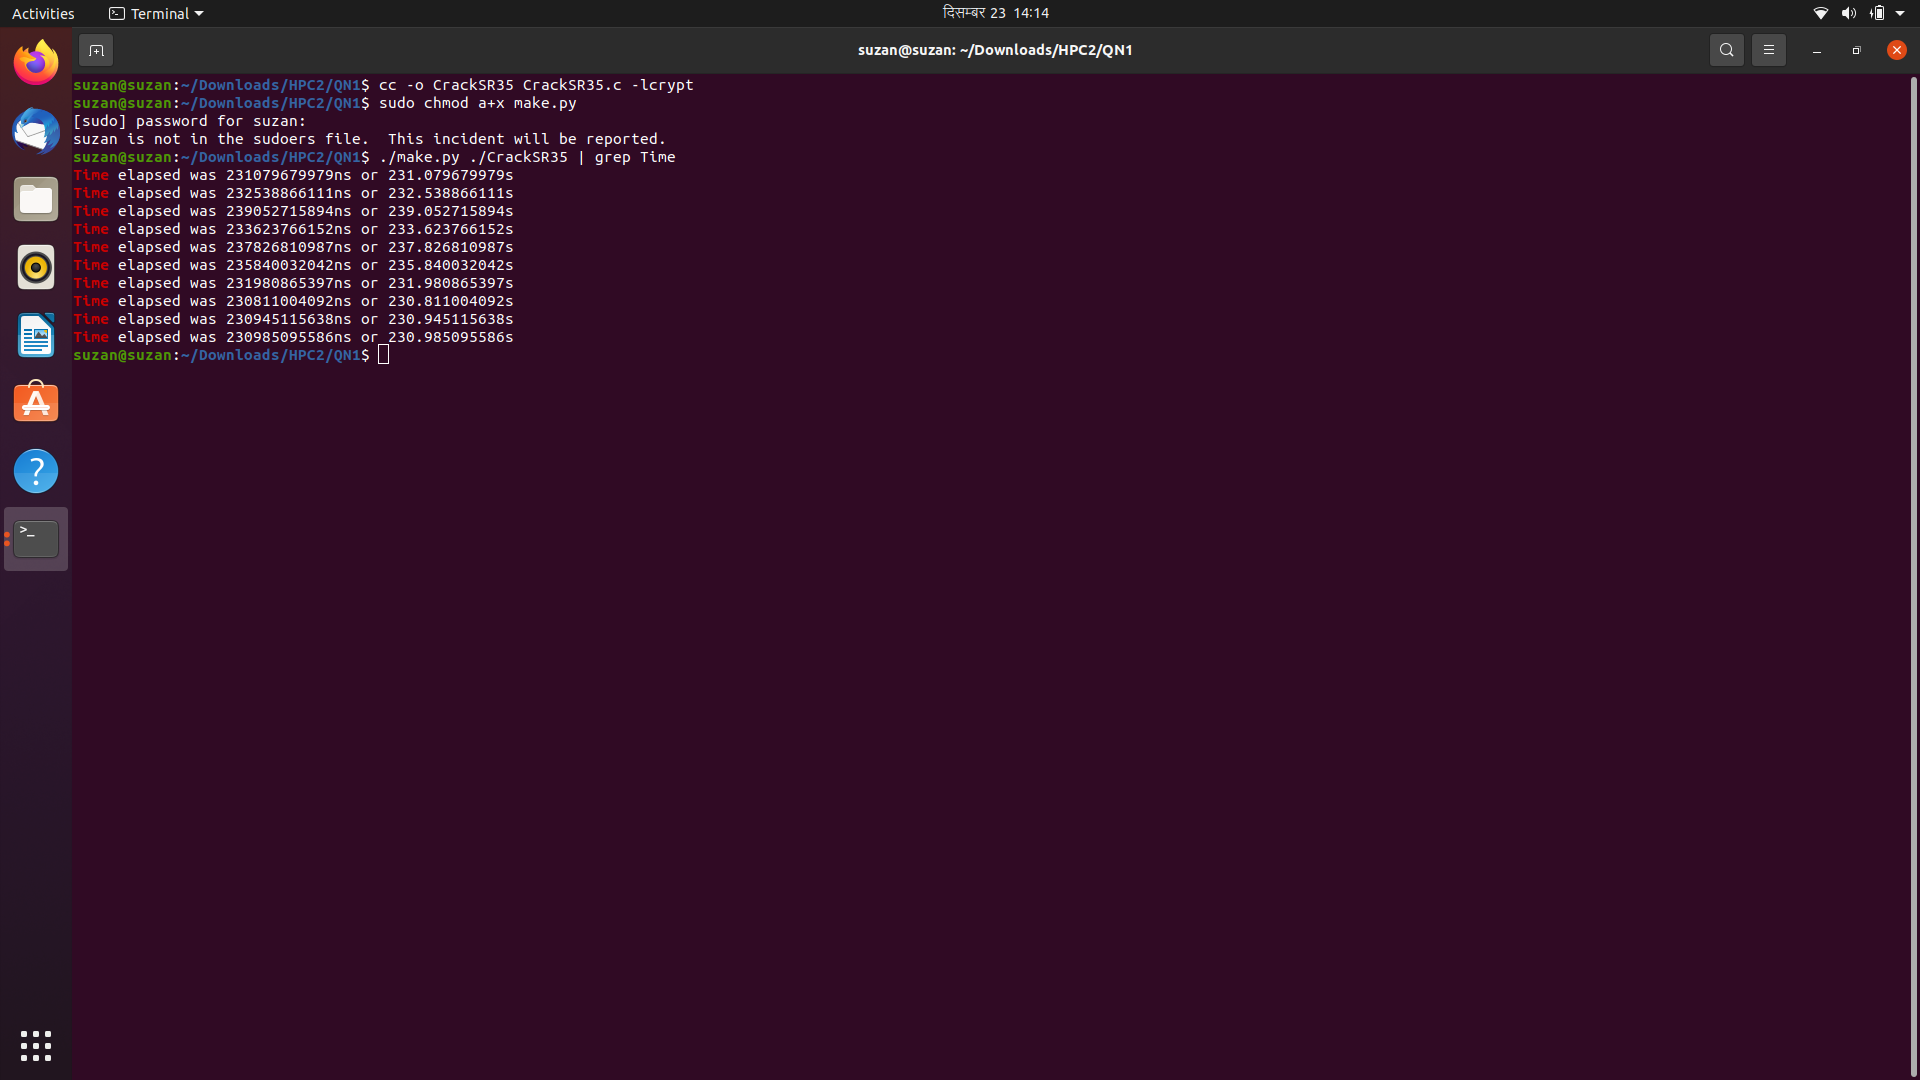 Activities Terminal दिसम्बर 23 14:14
suzan@suzan: ~/Downloads/HPC2/QN1
suzan@suzan:~/Downloads/HPC2/QN1$ cc -o CrackSR35 CrackSR35.c -lcrypt
suzan@suzan:~/Downloads/HPC2/QN1$ sudo chmod a+x make.py
[sudo] password for suzan:
suzan is not in the sudoers file.  This incident will be reported.
suzan@suzan:~/Downloads/HPC2/QN1$ ./make.py ./CrackSR35 | grep Time
Time elapsed was 231079679979ns or 231.079679979s
Time elapsed was 232538866111ns or 232.538866111s
Time elapsed was 239052715894ns or 239.052715894s
Time elapsed was 233623766152ns or 233.623766152s
Time elapsed was 237826810987ns or 237.826810987s
Time elapsed was 235840032042ns or 235.840032042s
Time elapsed was 231980865397ns or 231.980865397s
Time elapsed was 230811004092ns or 230.811004092s
Time elapsed was 230945115638ns or 230.945115638s
Time elapsed was 230985095586ns or 230.985095586s
suzan@suzan:~/Downloads/HPC2/QN1$